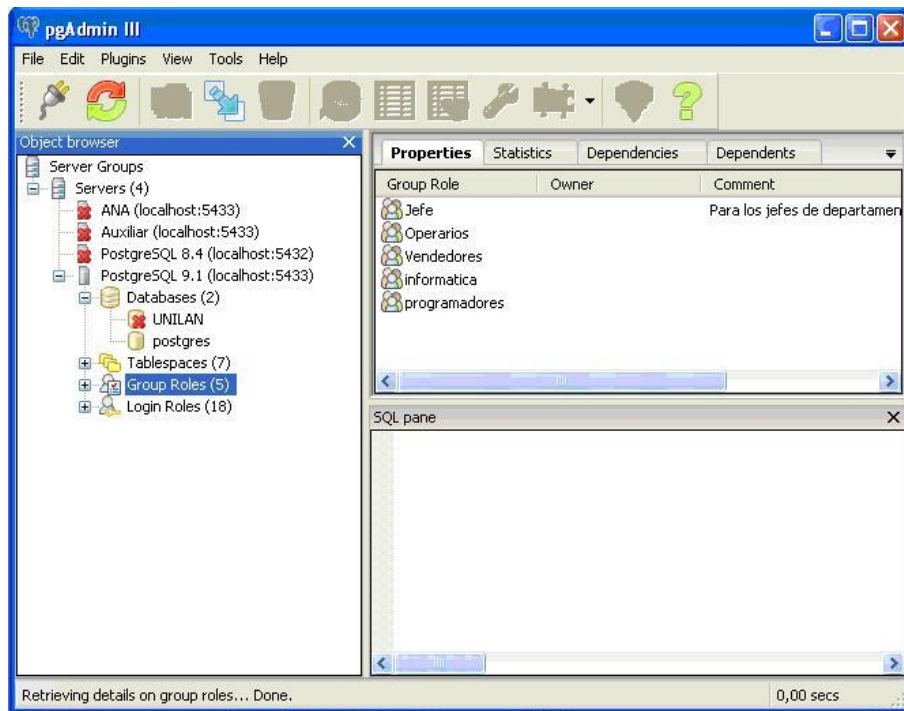 pgAdmin III
File Edit Plugins View Tools Help
Object browser
Server Groups
Servers (4)
ANA (localhost:5433)
Auxiliar (localhost:5433)
PostgreSQL 8.4 (localhost:5432)
PostgreSQL 9.1 (localhost:5433)
Databases (2)
UNILAN
postgres
Tablespaces (7)
Group Roles (5)
Login Roles (18)
Properties Statistics Dependencies Dependents
Group Role Owner Comment
Jefe Para los jefes de departamen
Operarios
Vendedores
informatica
programadores
SQL pane
Retrieving details on group roles... Done. 0,00 secs